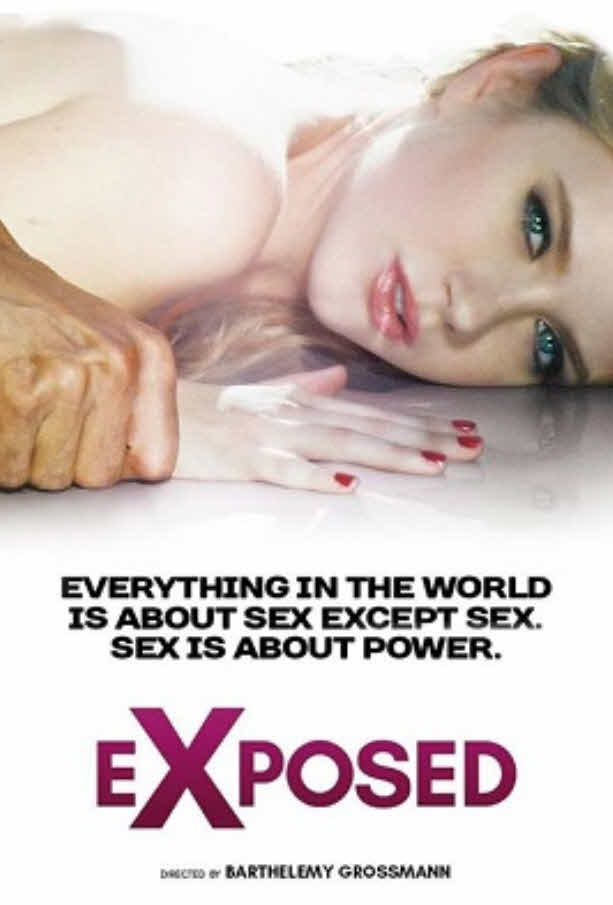 EVERYTHING IN THE WORLD
IS ABOUT SEX EXCEPT SEX.
SEX IS ABOUT POWER.
EXPOSED
DIRECTED BY BARTHELEMY GROSSMANN